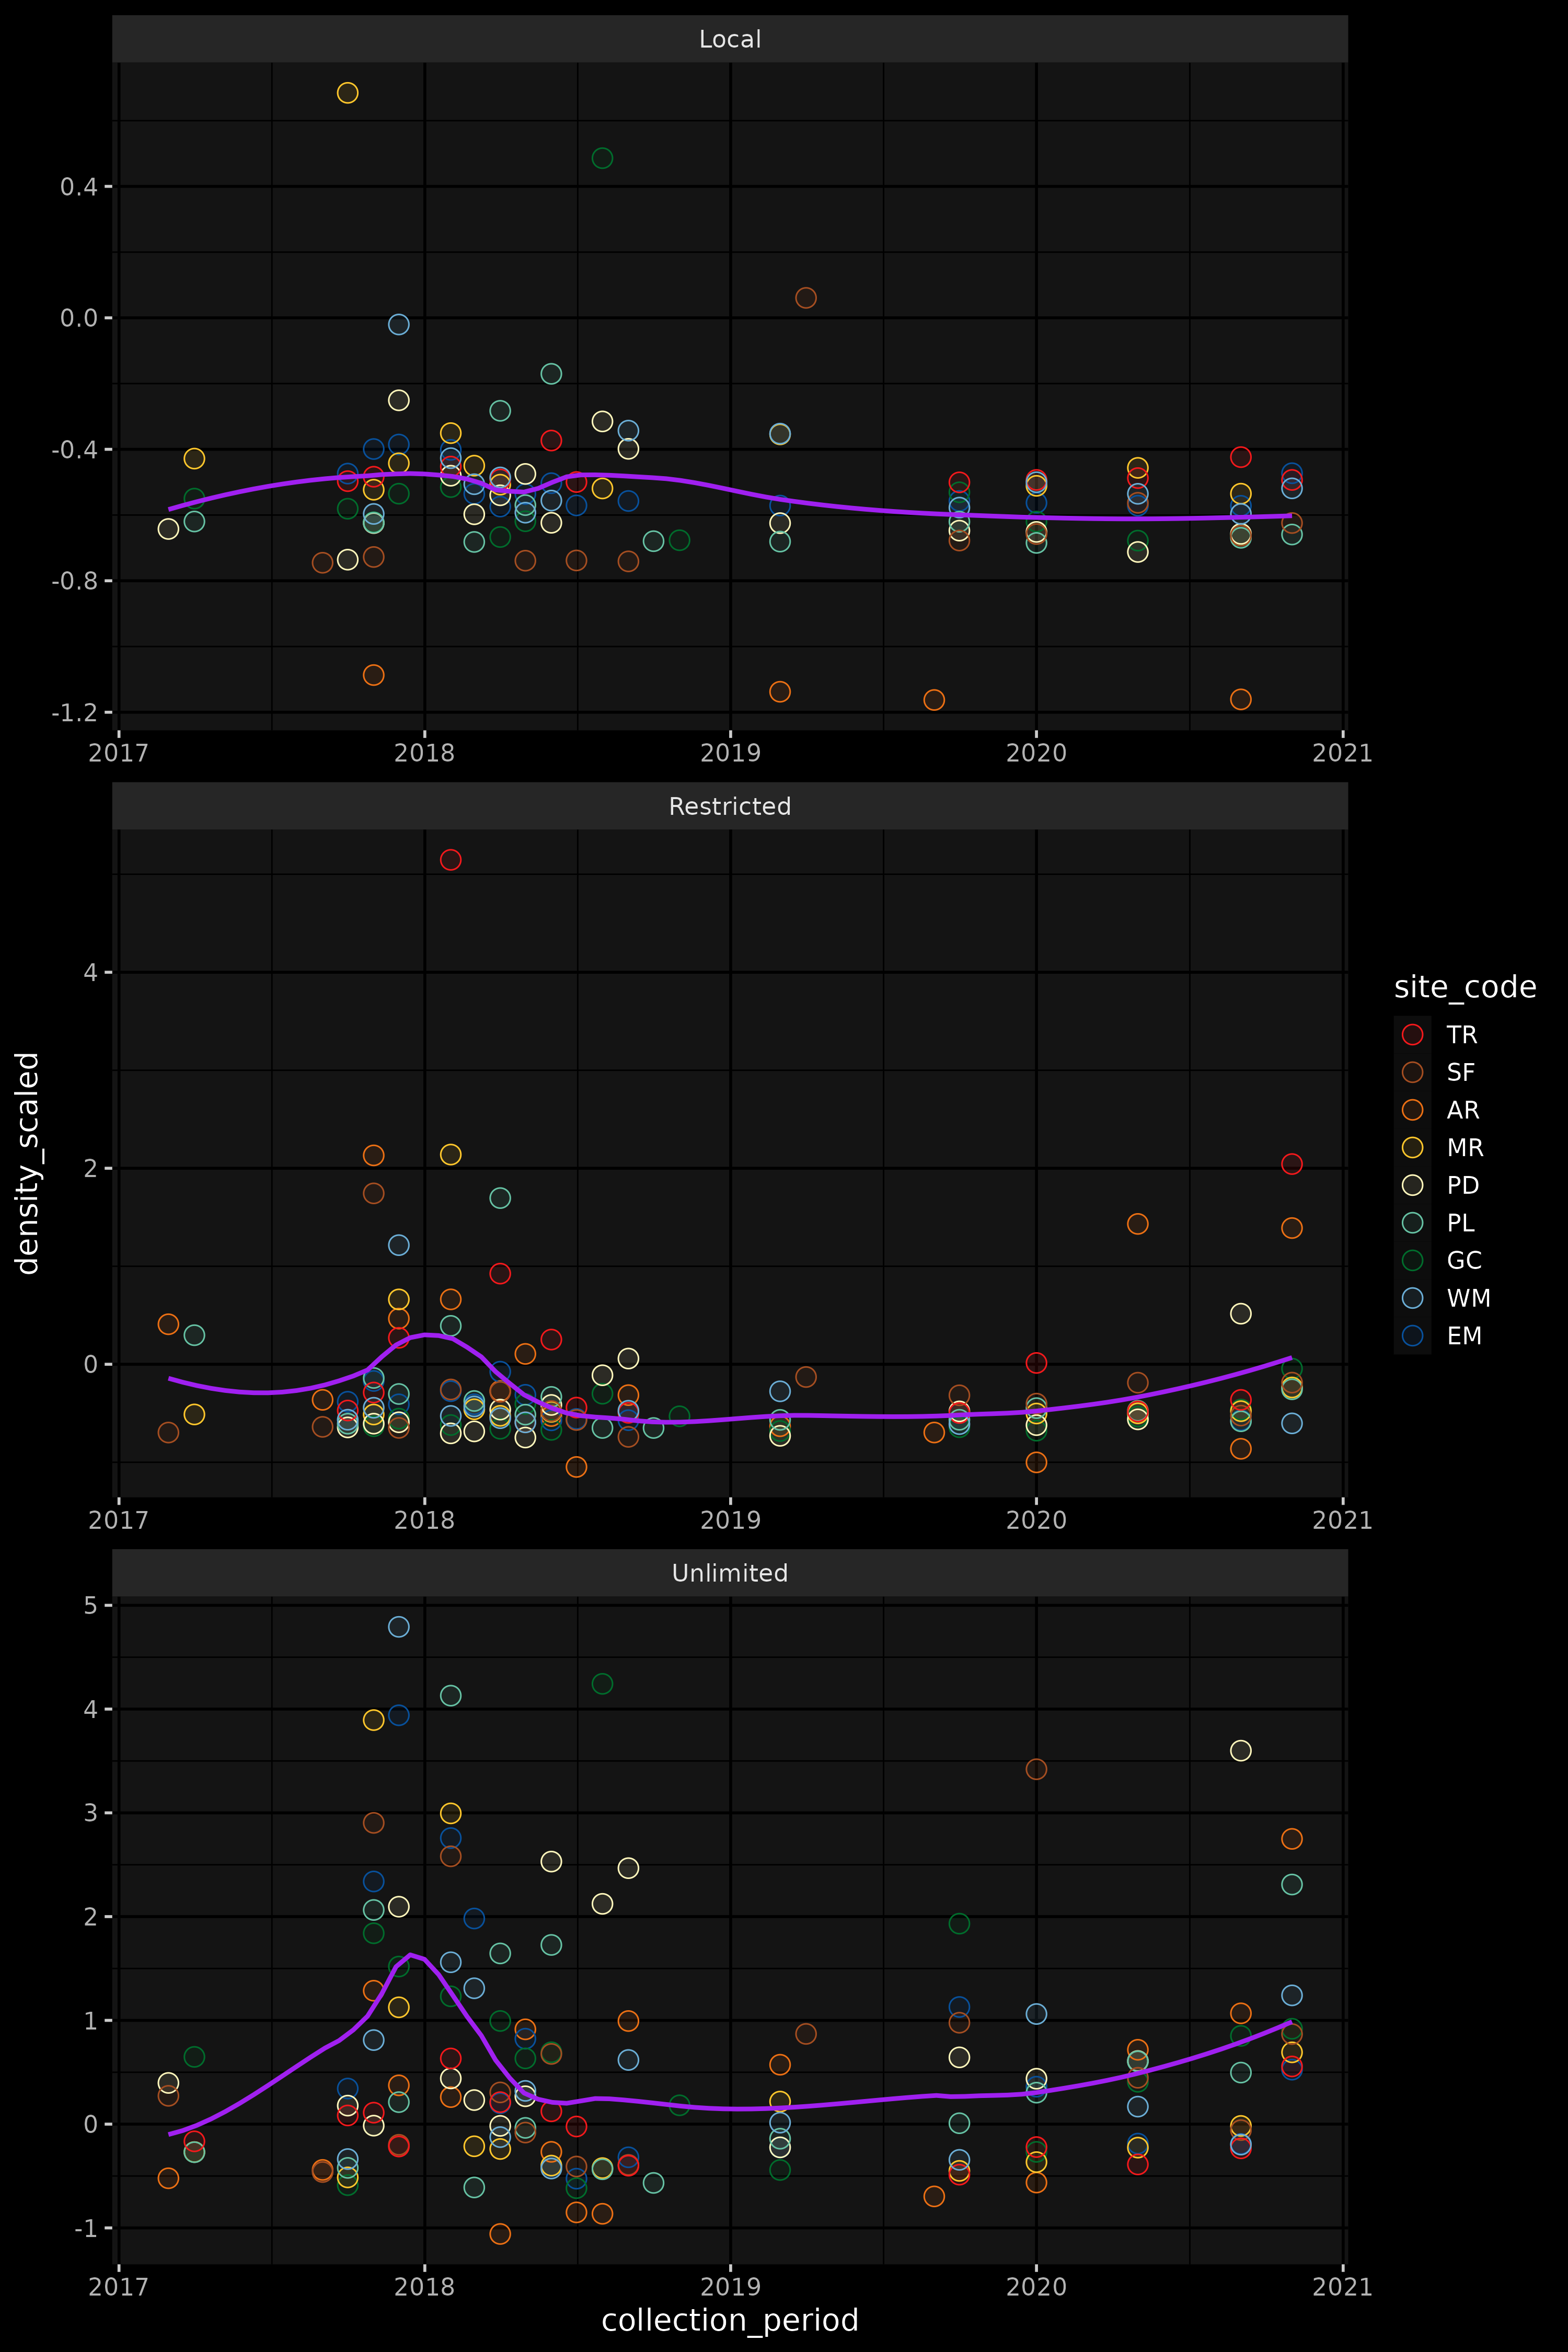 Local
0.4
0.0
-0.4
-0.8
-1.2
2017 2018 2019 2020 2021
Restricted
4
2
0
2017 2018 2019 2020 2021
Unlimited
5
4
3
2
1
0
-1
2017 2018 2019 2020 2021
collection_period
density_scaled
site_code
TR
SF
AR
MR
PD
PL
GC
WM
EM